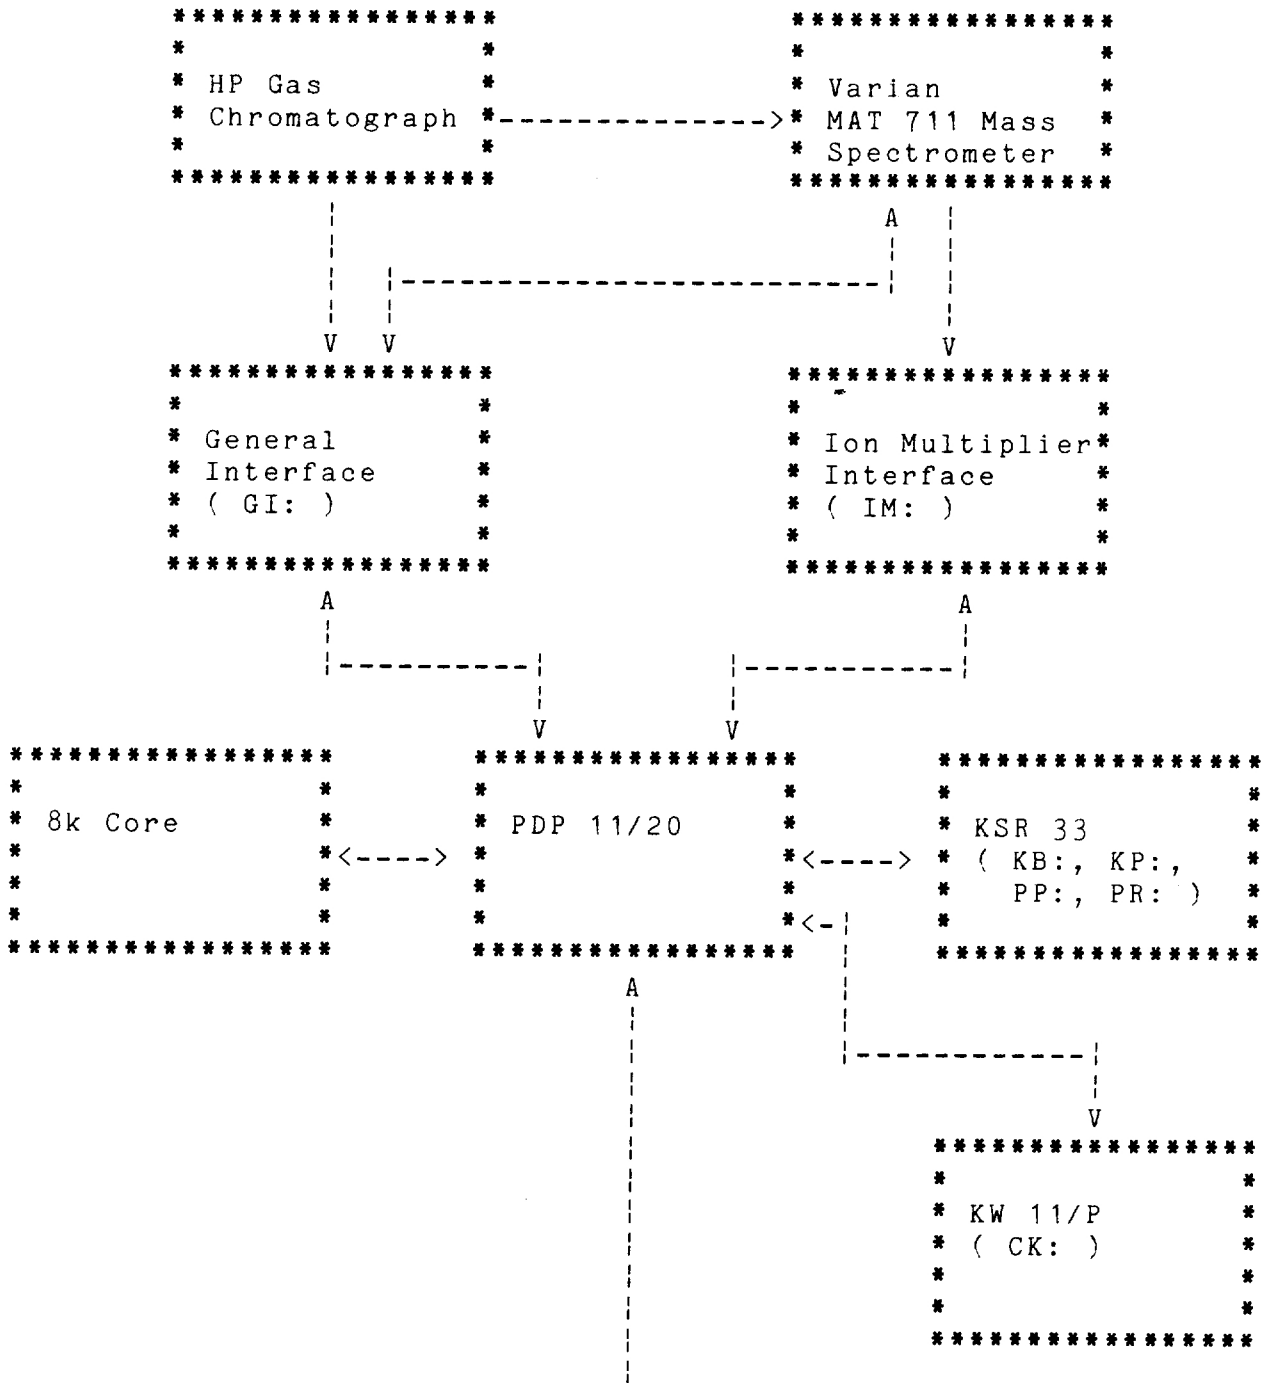 HP Gas
Chromatograph
Varian
MAT 711 Mass
Spectrometer
General
Interface
( GI: )
Ion Multiplier
Interface
( IM: )
8k Core
PDP 11/20
KSR 33
( KB:, KP:,
PP:, PR: )
KW 11/P
( CK: )